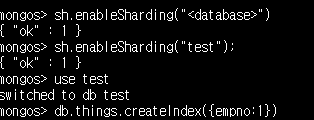 mongos> sh.enableSharding("<database>")
{ "ok" : 1 }
mongos> sh.enableSharding("test");
{ "ok" : 1 }
mongos> use test
switched to db test
mongos> db.things.createIndex({empno:1})